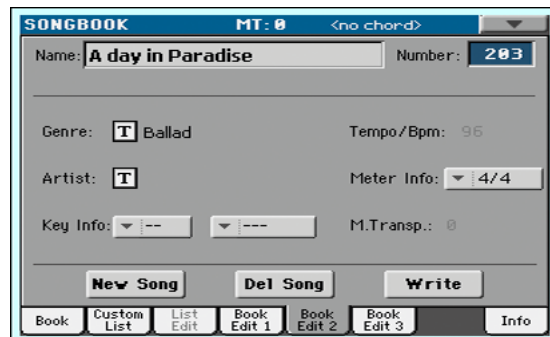 SONGBOOK MT:0 <no chord>
Name: A day in Paradise Number: 203
Genre: T Ballad Tempo/Bpm: 96
Artist: T Meter Info: 4/4
Key Info: -- --- M.Transp.: 0
New Song Del Song Write
Book Custom List List Edit Book Edit 1 Book Edit 2 Book Edit 3 Info